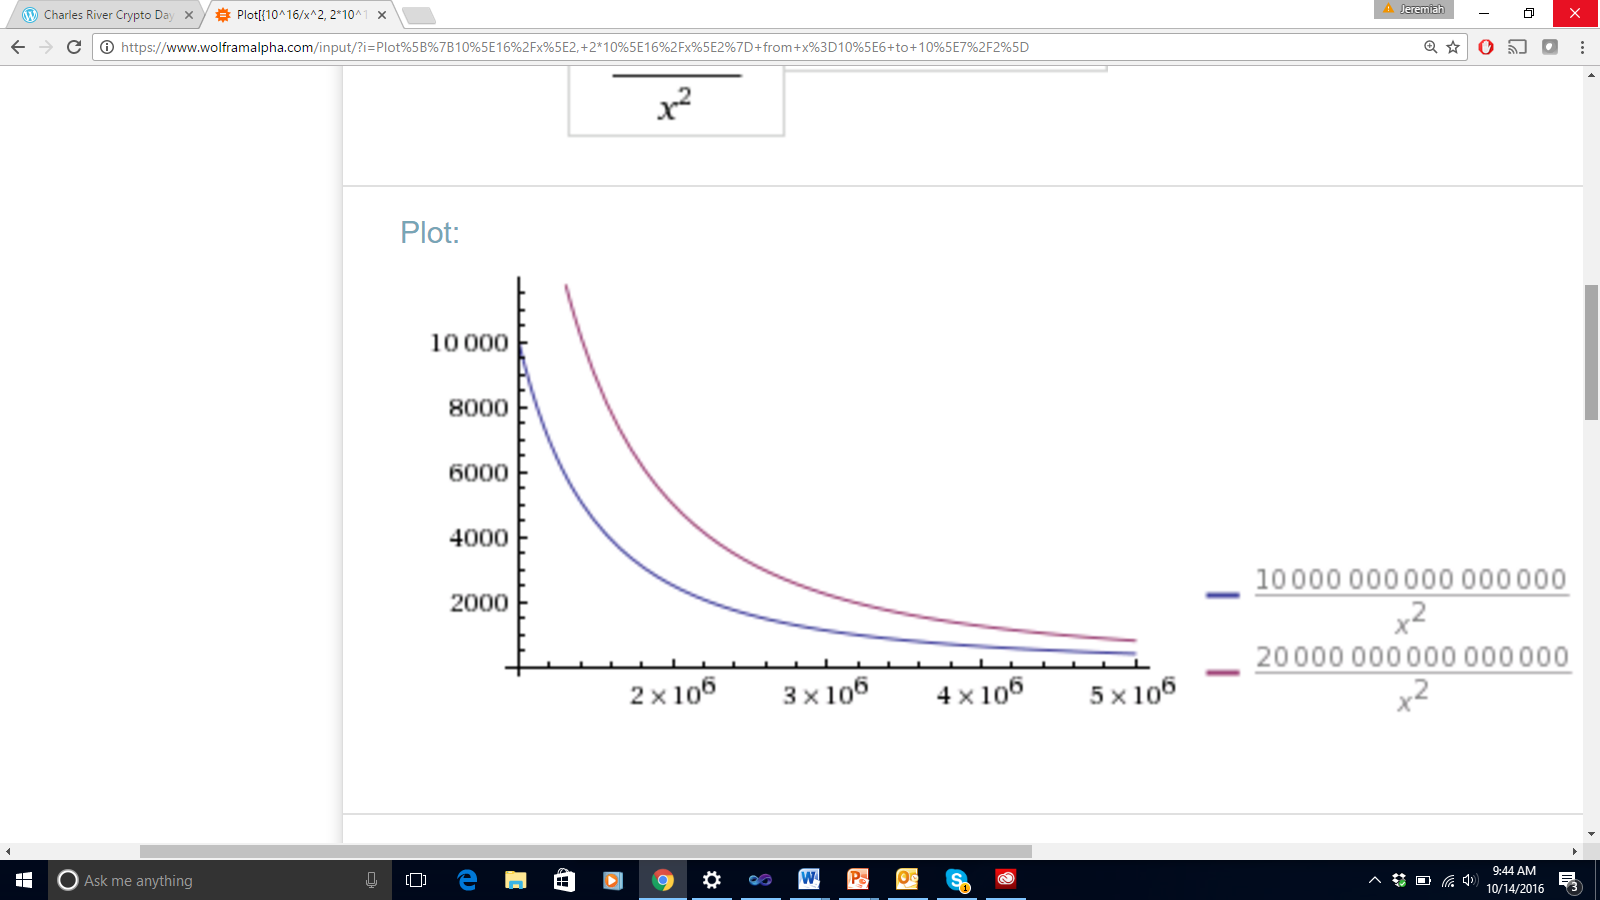 Charles River Crypto Day
Plot[{10^16/x^2, 2*10^1
Jeremiah
https://www.wolframalpha.com/input/?i=Plot%5B%7B10%5E16%2Fx%5E2,+2*10%5E16%2Fx%5E2%7D+from+x%3D10%5E6+to+10%5E7%2F2%5D
x²
Plot:
10 000
8000
6000
4000
2000
2 × 10⁶ 3 × 10⁶ 4 × 10⁶ 5 × 10⁶
10 000 000 000 000 000
x²
20 000 000 000 000 000
x²
Ask me anything
9:44 AM
10/14/2016
1
3